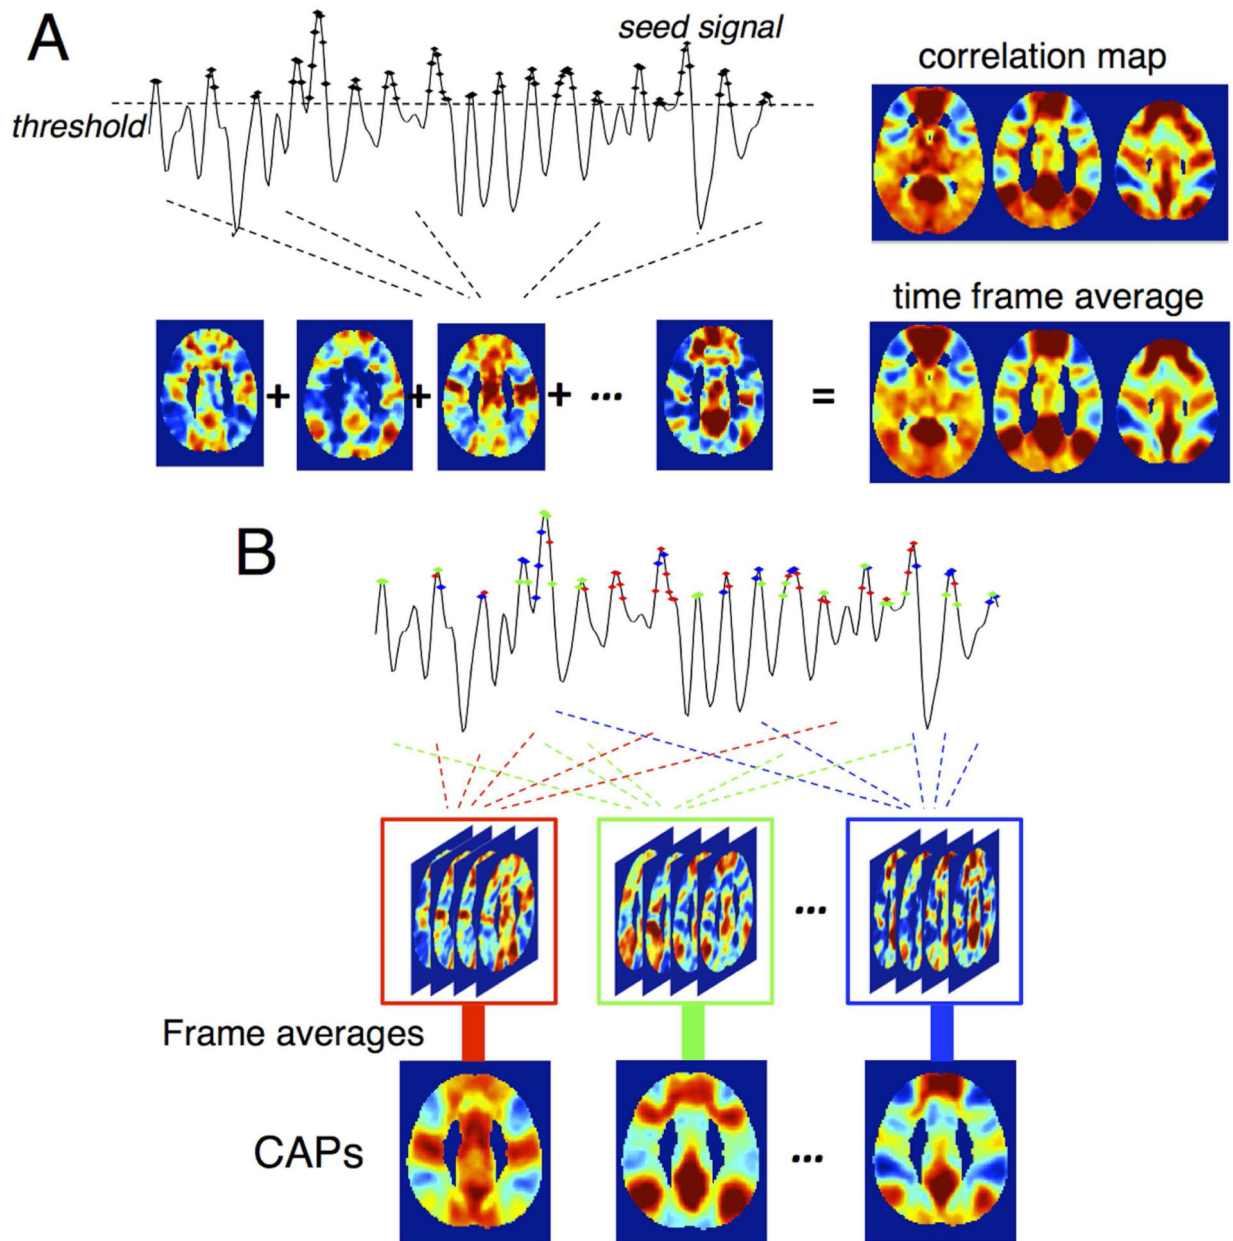 A
seed signal
correlation map
threshold
time frame average
+ + + ... =
B
...
Frame averages
CAPs
...